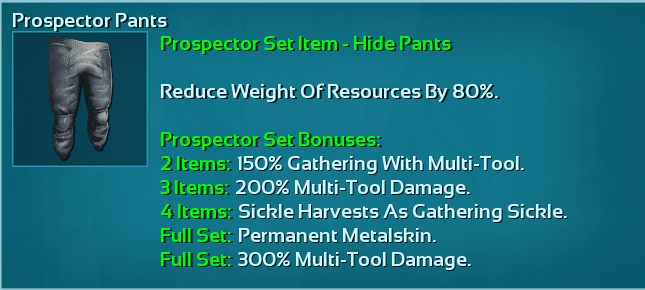 Prospector Pants
Prospector Set Item - Hide Pants
Reduce Weight Of Resources By 80%.
Prospector Set Bonuses:
2 Items: 150% Gathering With Multi-Tool.
3 Items: 200% Multi-Tool Damage.
4 Items: Sickle Harvests As Gathering Sickle.
Full Set: Permanent Metalskin.
Full Set: 300% Multi-Tool Damage.